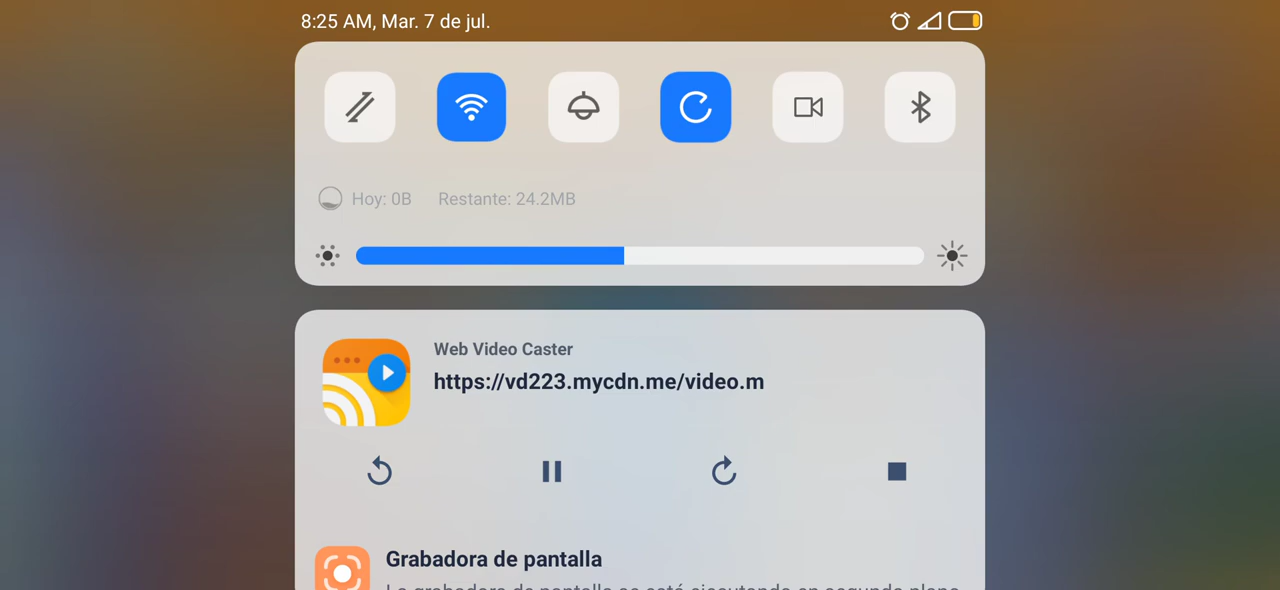 8:25 AM, Mar. 7 de jul.
Hoy: 0B Restante: 24.2MB
Web Video Caster
https://vd223.mycdn.me/video.m
Grabadora de pantalla
La grabadora de pantalla se está ejecutando en segundo plano